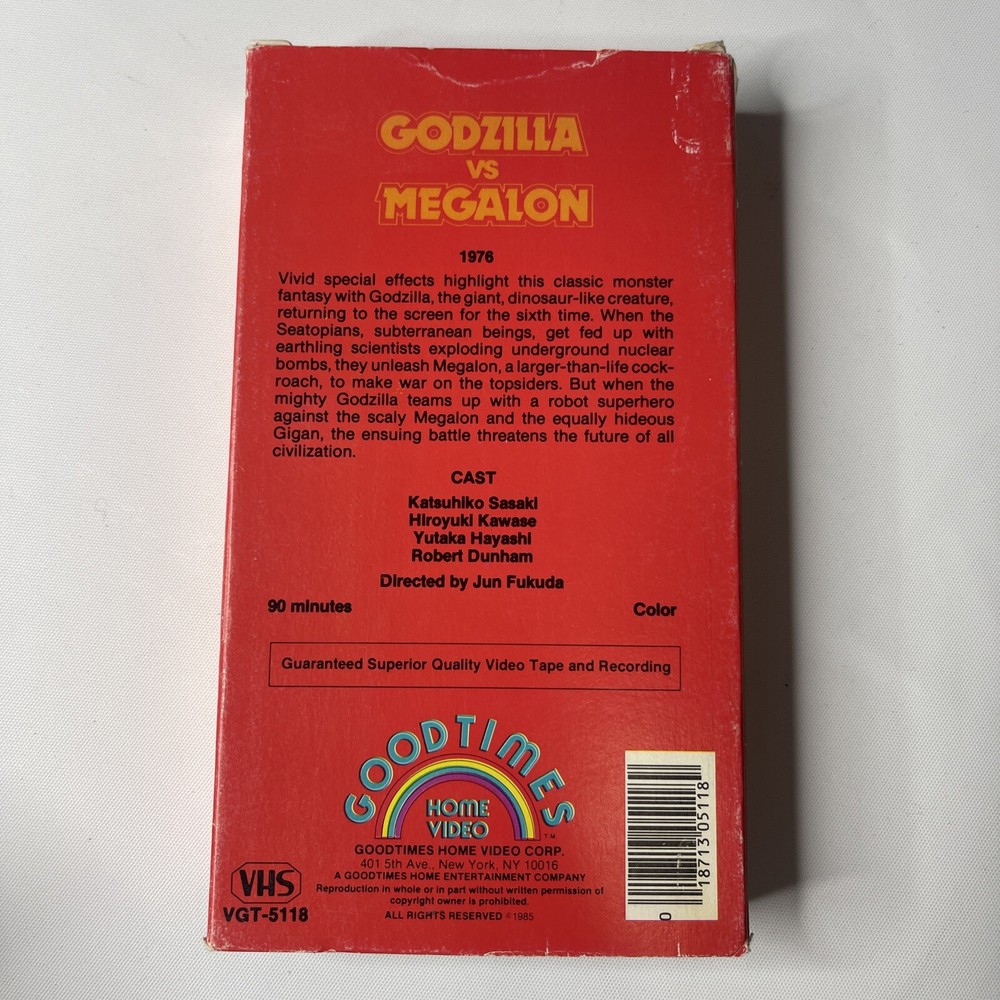 GODZILLA
VS
MEGALON
1976
Vivid special effects highlight this classic monster
fantasy with Godzilla, the giant, dinosaur-like creature,
returning to the screen for the sixth time. When the
Seatopians, subterranean beings, get fed up with
earthling scientists exploding underground nuclear
bombs, they unleash Megalon, a larger-than-life cock-
roach, to make war on the topsiders. But when the
mighty Godzilla teams up with a robot superhero
against the scaly Megalon and the equally hideous
Gigan, the ensuing battle threatens the future of all
civilization.
CAST
Katsuhiko Sasaki
Hiroyuki Kawase
Yutaka Hayashi
Robert Dunham
Directed by Jun Fukuda
90 minutes Color
Guaranteed Superior Quality Video Tape and Recording
GOODTIMES
HOME
VIDEO
T.M.
GOODTIMES HOME VIDEO CORP.
401 5th Ave., New York, NY 10016
A GOODTIMES HOME ENTERTAINMENT COMPANY
Reproduction in whole or in part without written permission of
copyright owner is prohibited.
ALL RIGHTS RESERVED © 1985
VHS
VGT-5118
0 18713 05118